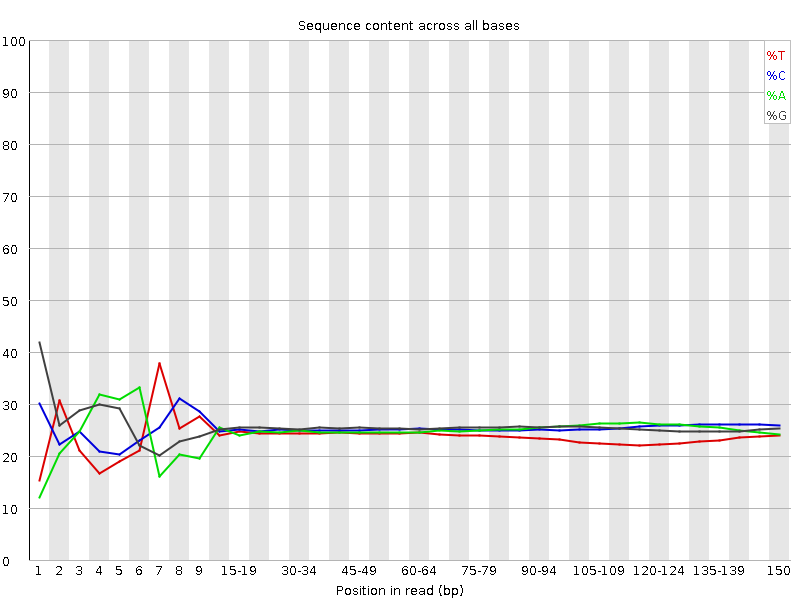 Sequence content across all bases
100
90
80
70
60
50
40
30
20
10
0
%T
%C
%A
%G
1 2 3 4 5 6 7 8 9 15-19 30-34 45-49 60-64 75-79 90-94 105-109 120-124 135-139 150
Position in read (bp)